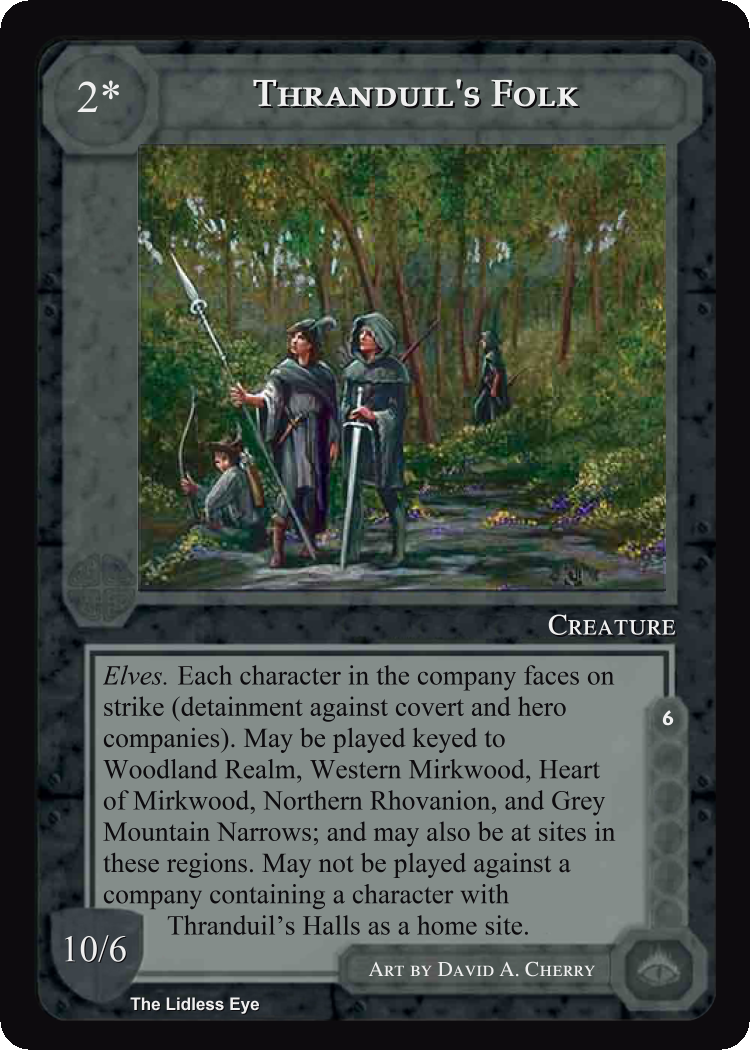 2*
Thranduil's Folk
Creature
Elves. Each character in the company faces on
strike (detainment against covert and hero
companies). May be played keyed to
Woodland Realm, Western Mirkwood, Heart
of Mirkwood, Northern Rhovanion, and Grey
Mountain Narrows; and may also be at sites in
these regions. May not be played against a
company containing a character with
Thranduil’s Halls as a home site.
6
10/6
Art by David A. Cherry
The Lidless Eye